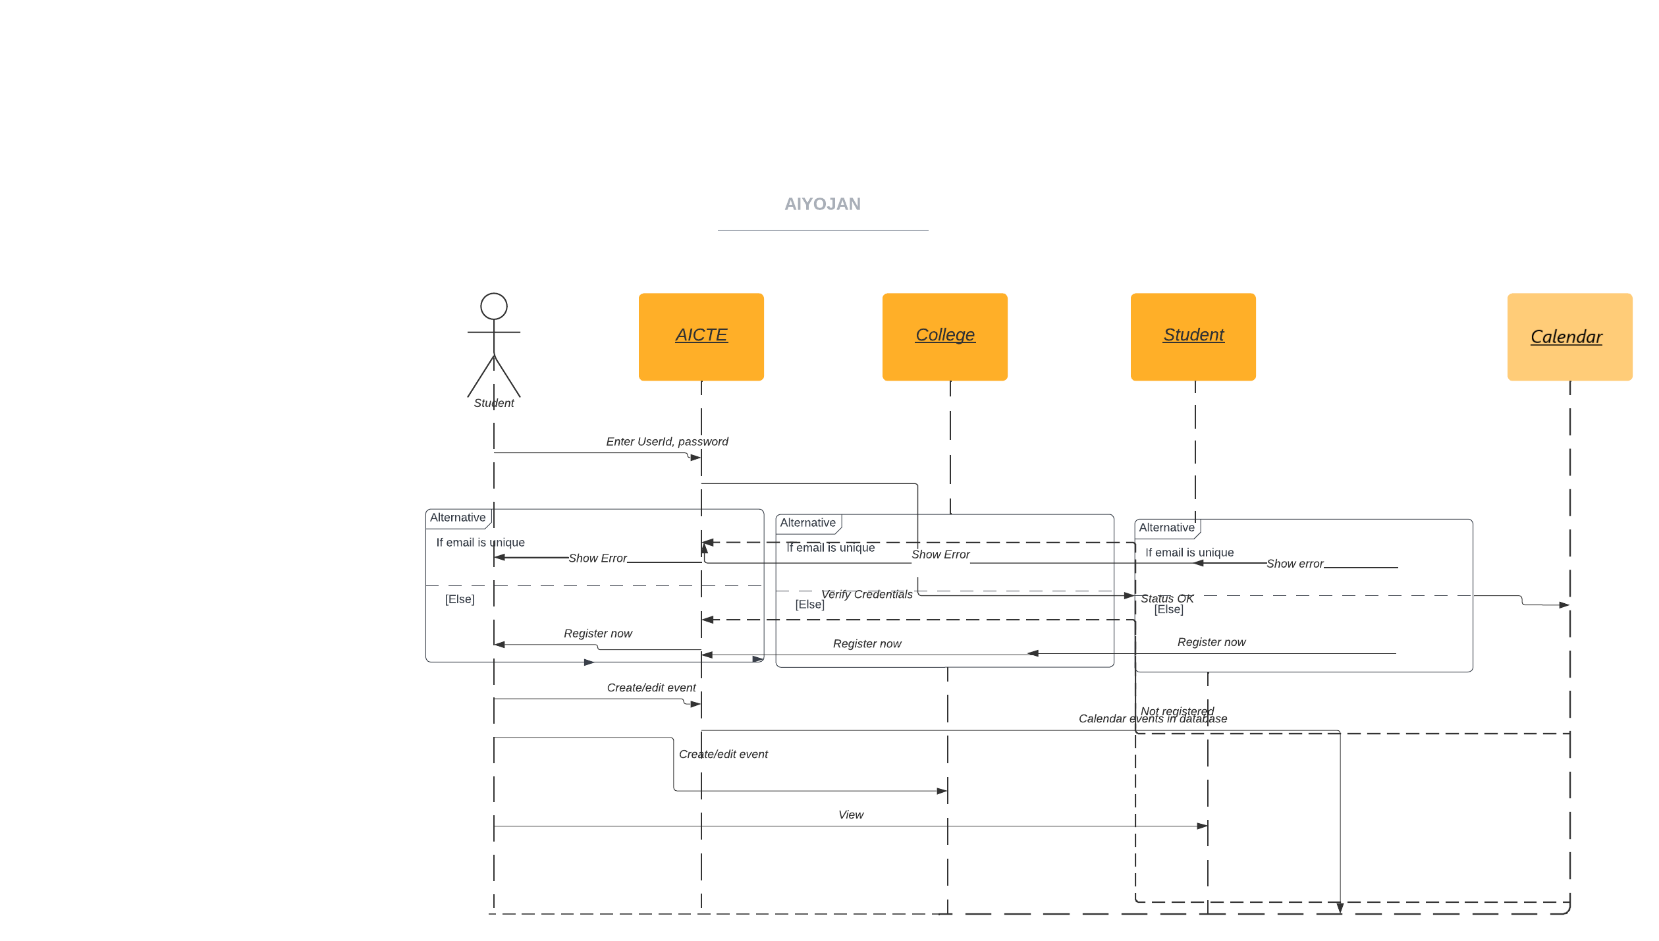 AIYOJAN
AICTE
College
Student
Calendar
Student
Enter UserId, password
Alternative
If email is unique
Show Error
[Else]
Register now
Alternative
If email is unique
Show Error
Verify Credentials
[Else]
Register now
Alternative
If email is unique
Show error
Status OK
[Else]
Register now
Create/edit event
Not registered
Calendar events in database
Create/edit event
View